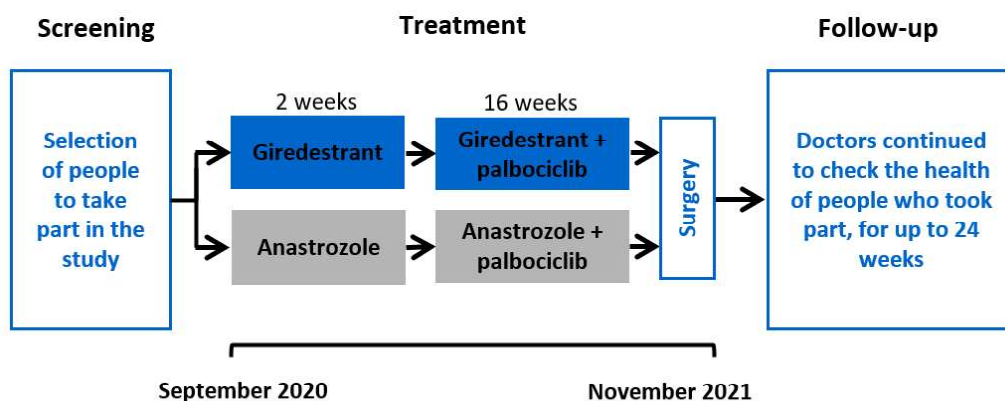 Screening
Treatment
Follow-up
Selection
of people
to take
part in the
study
2 weeks
16 weeks
Giredestrant
Giredestrant +
palbociclib
Anastrozole
Anastrozole +
palbociclib
Surgery
Doctors continued
to check the health
of people who took
part, for up to 24
weeks
September 2020
November 2021